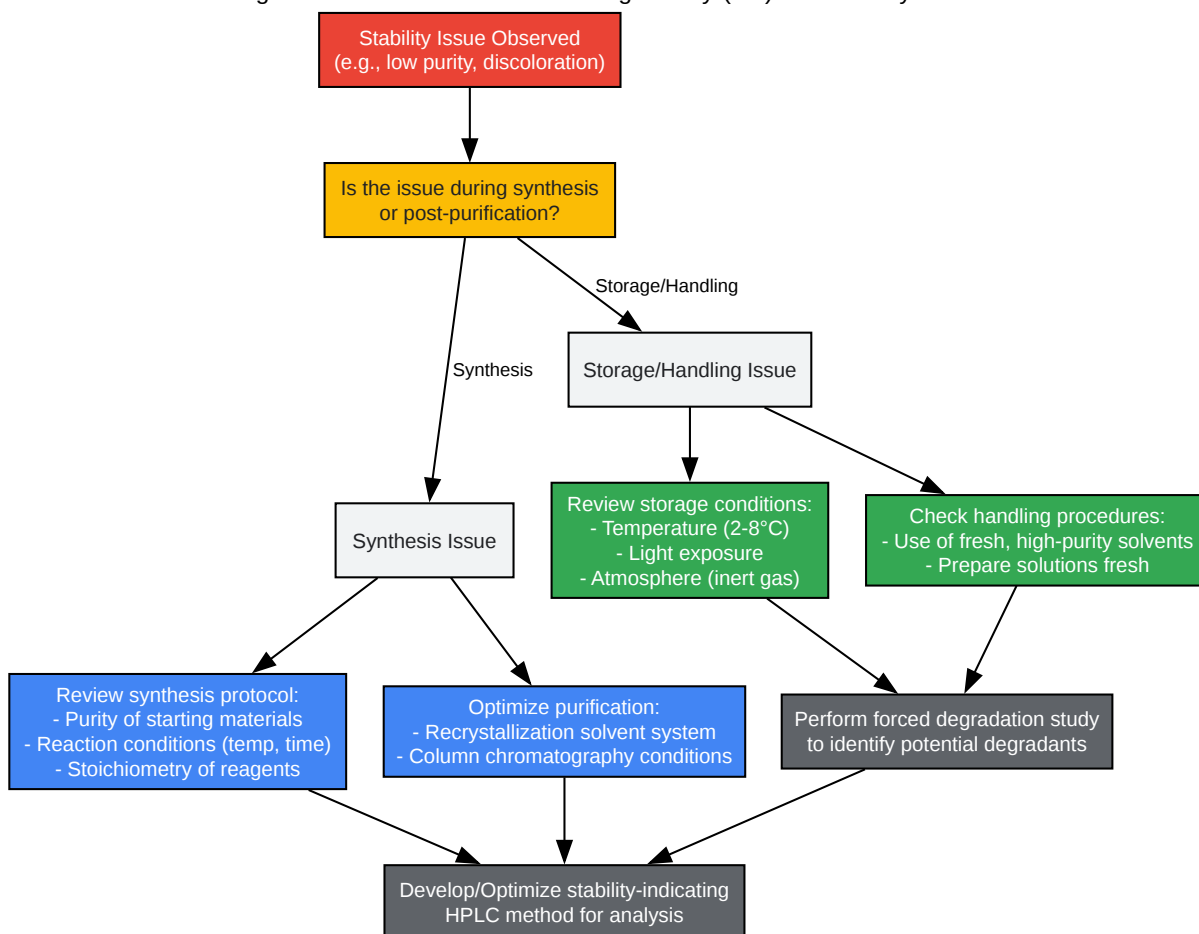 Stability Issue Observed
(e.g., low purity, discoloration)
Is the issue during synthesis
or post-purification?
Storage/Handling
Synthesis
Storage/Handling Issue
Review storage conditions:
- Temperature (2-8°C)
- Light exposure
- Atmosphere (inert gas)
Check handling procedures:
- Use of fresh, high-purity solvents
- Prepare solutions fresh
Synthesis Issue
Review synthesis protocol:
- Purity of starting materials
- Reaction conditions (temp, time)
- Stoichiometry of reagents
Optimize purification:
- Recrystallization solvent system
- Column chromatography conditions
Perform forced degradation study
to identify potential degradants
Develop/Optimize stability-indicating
HPLC method for analysis